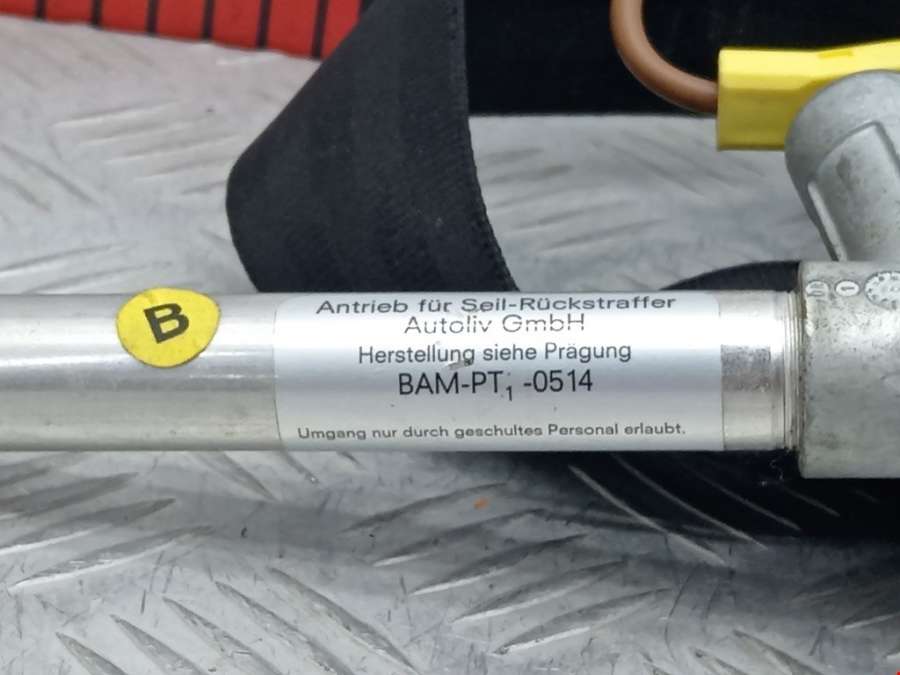 B
Antrieb für Seil-Rückstraffer
Autoliv GmbH
Herstellung siehe Prägung
BAM-PT₁ -0514
Umgang nur durch geschultes Personal erlaubt.